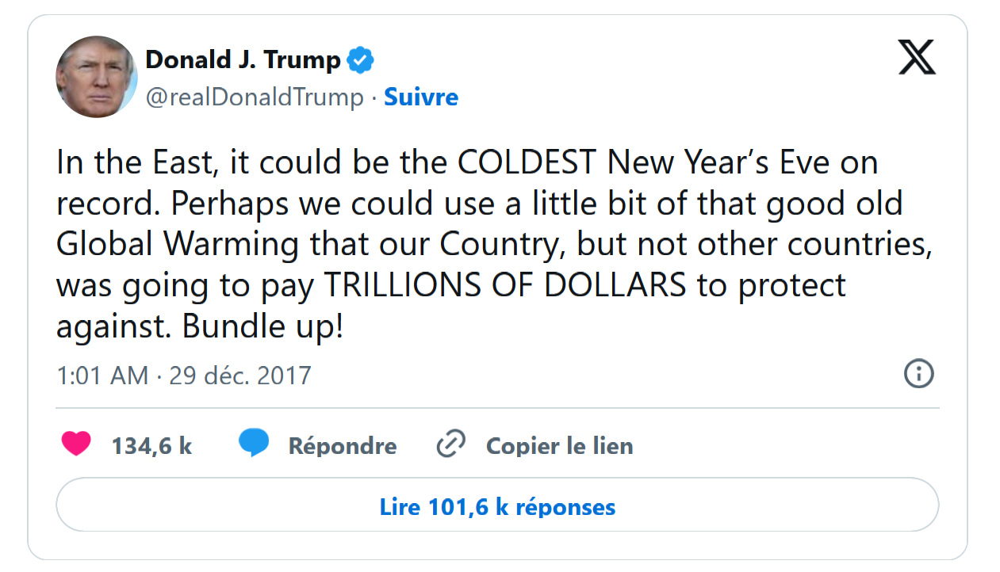 Donald J. Trump
@realDonaldTrump · Suivre
In the East, it could be the COLDEST New Year’s Eve on
record. Perhaps we could use a little bit of that good old
Global Warming that our Country, but not other countries,
was going to pay TRILLIONS OF DOLLARS to protect
against. Bundle up!
1:01 AM · 29 déc. 2017
134,6 k Répondre Copier le lien
Lire 101,6 k réponses